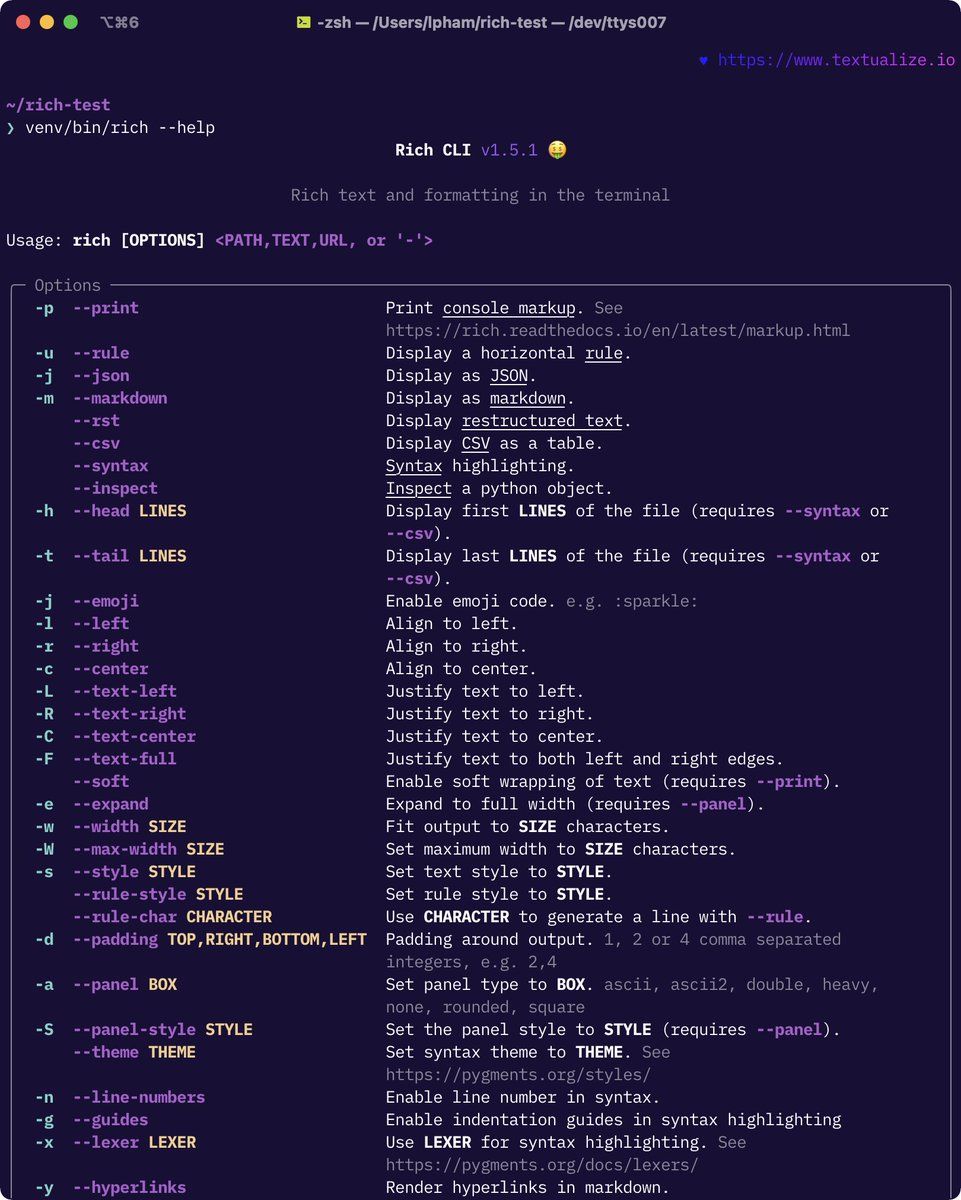 ⌥⌘6 -zsh — /Users/lpham/rich-test — /dev/ttys007
♥ https://www.textualize.io
~/rich-test
❯ venv/bin/rich --help
Rich CLI v1.5.1 🤑
Rich text and formatting in the terminal
Usage: rich [OPTIONS] <PATH,TEXT,URL, or '-'>
Options
-p --print Print console markup. See
https://rich.readthedocs.io/en/latest/markup.html
-u --rule Display a horizontal rule.
-j --json Display as JSON.
-m --markdown Display as markdown.
--rst Display restructured text.
--csv Display CSV as a table.
--syntax Syntax highlighting.
--inspect Inspect a python object.
-h --head LINES Display first LINES of the file (requires --syntax or
--csv).
-t --tail LINES Display last LINES of the file (requires --syntax or
--csv).
-j --emoji Enable emoji code. e.g. :sparkle:
-l --left Align to left.
-r --right Align to right.
-c --center Align to center.
-L --text-left Justify text to left.
-R --text-right Justify text to right.
-C --text-center Justify text to center.
-F --text-full Justify text to both left and right edges.
--soft Enable soft wrapping of text (requires --print).
-e --expand Expand to full width (requires --panel).
-w --width SIZE Fit output to SIZE characters.
-W --max-width SIZE Set maximum width to SIZE characters.
-s --style STYLE Set text style to STYLE.
--rule-style STYLE Set rule style to STYLE.
--rule-char CHARACTER Use CHARACTER to generate a line with --rule.
-d --padding TOP,RIGHT,BOTTOM,LEFT Padding around output. 1, 2 or 4 comma separated
integers, e.g. 2,4
-a --panel BOX Set panel type to BOX. ascii, ascii2, double, heavy,
none, rounded, square
-S --panel-style STYLE Set the panel style to STYLE (requires --panel).
--theme THEME Set syntax theme to THEME. See
https://pygments.org/styles/
-n --line-numbers Enable line number in syntax.
-g --guides Enable indentation guides in syntax highlighting
-x --lexer LEXER Use LEXER for syntax highlighting. See
https://pygments.org/docs/lexers/
-y --hyperlinks Render hyperlinks in markdown.